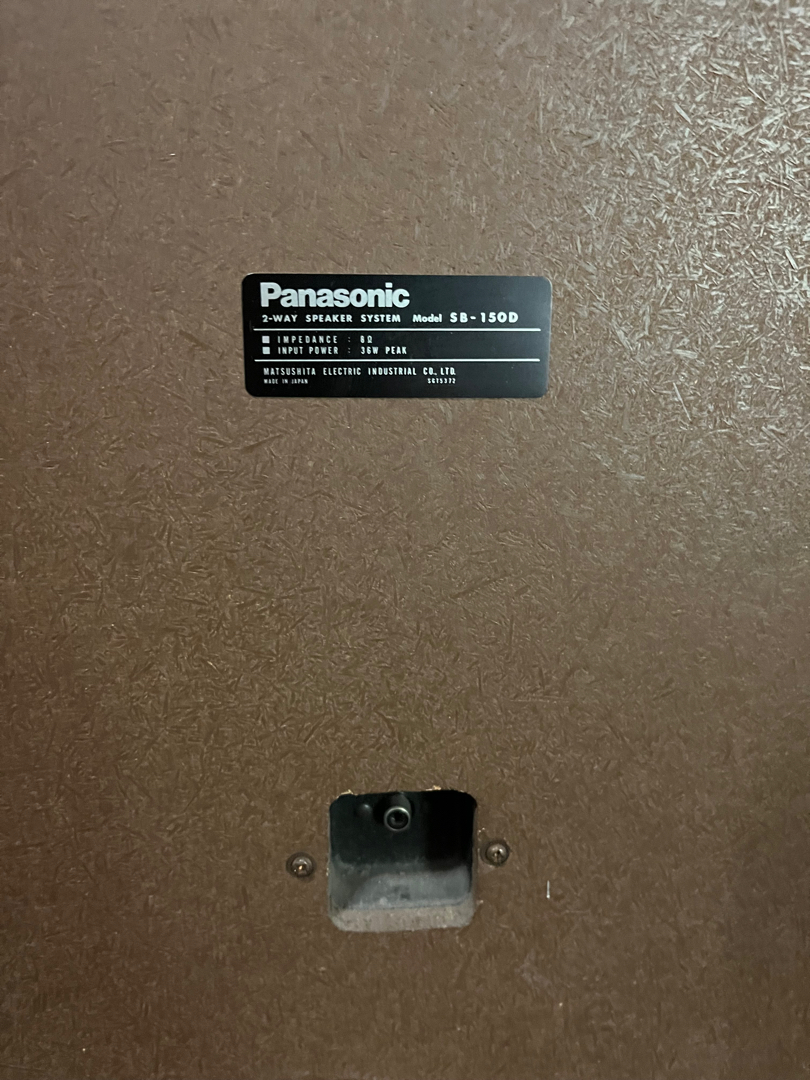 Panasonic
2-WAY SPEAKER SYSTEM Model SB-150D
IMPEDANCE : 8Ω
INPUT POWER : 36W PEAK
MATSUSHITA ELECTRIC INDUSTRIAL CO., LTD.
MADE IN JAPAN SGT5372